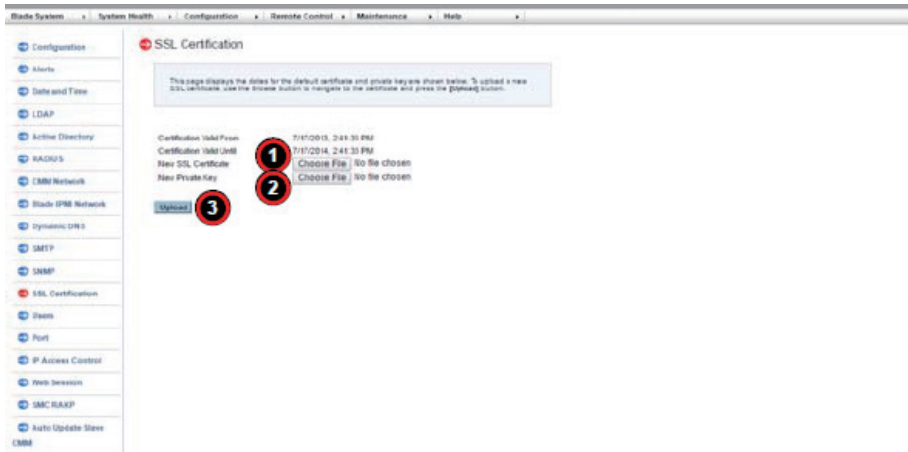 Blade System
System Health
Configuration
Remote Control
Maintenance
Help
Configuration
Alerts
Date and Time
LDAP
Active Directory
RADIUS
CMM Network
Blade IPMI Network
Dynamic DNS
SMTP
SNMP
SSL Certification
Users
Port
IP Access Control
Web Session
SMC RAKP
Auto Update Slave
CMM
SSL Certification
This page displays the dates for the default certificate and private key are shown below. To upload a new
SSL certificate, use the Browse button to navigate to the certificate and press the [Upload] button.
Certification Valid From 7/17/2013, 2:41:33 PM
Certification Valid Until 7/17/2014, 2:41:33 PM
New SSL Certificate 1 Choose File No file chosen
New Private Key 2 Choose File No file chosen
Upload 3